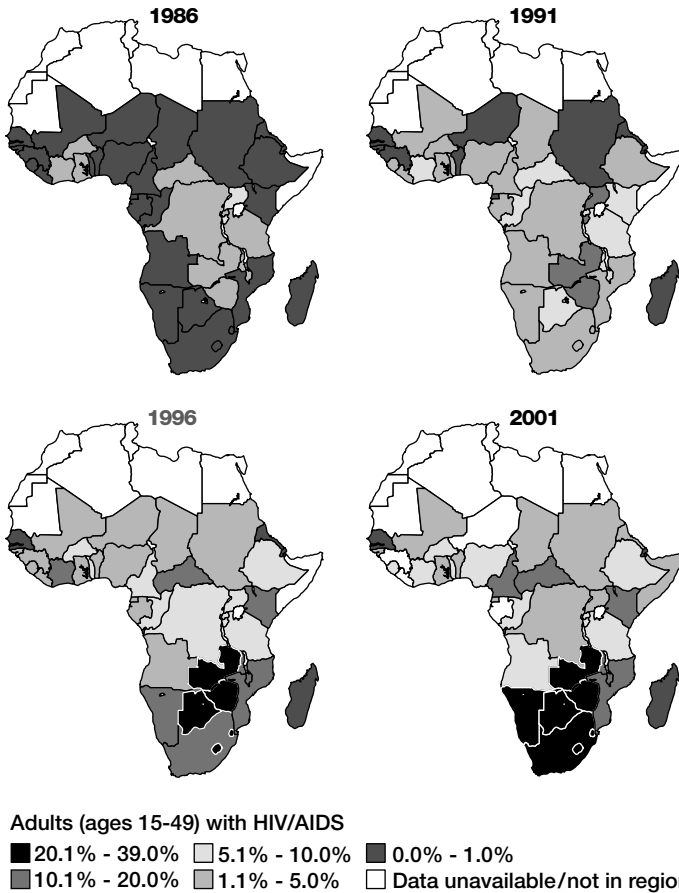 1986
1991
1996
2001
Adults (ages 15-49) with HIV/AIDS
20.1% - 39.0% 5.1% - 10.0% 0.0% - 1.0%
10.1% - 20.0% 1.1% - 5.0% Data unavailable/not in regio